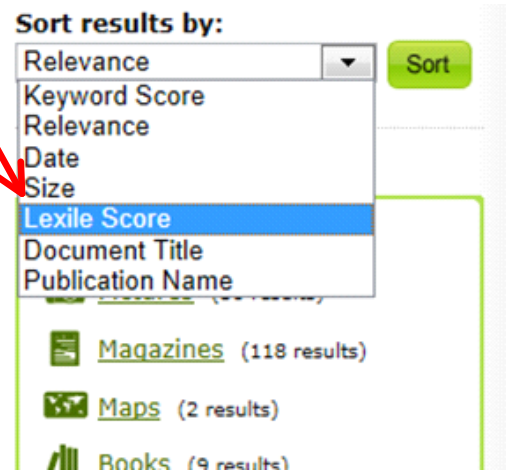 Sort results by:
Relevance
Sort
Keyword Score
Relevance
Date
Size
Lexile Score
Document Title
Publication Name
Magazines (118 results)
Maps (2 results)
Books (9 results)